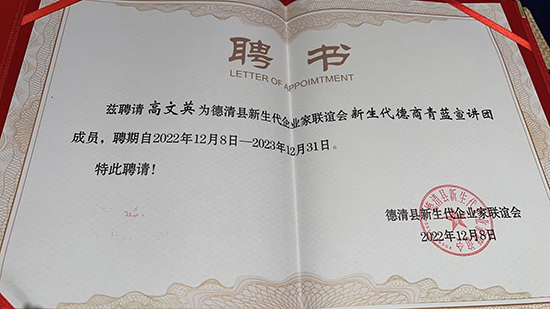 聘书
LETTER OF APPOIMTMENT
兹聘请高文英为德清县新生代企业家联谊会新生代德商青蓝宣讲团
成员，聘期自2022年12月8日—2023年12月31日。
特此聘请！
德清县新生代企业家联谊会
2022年12月8日